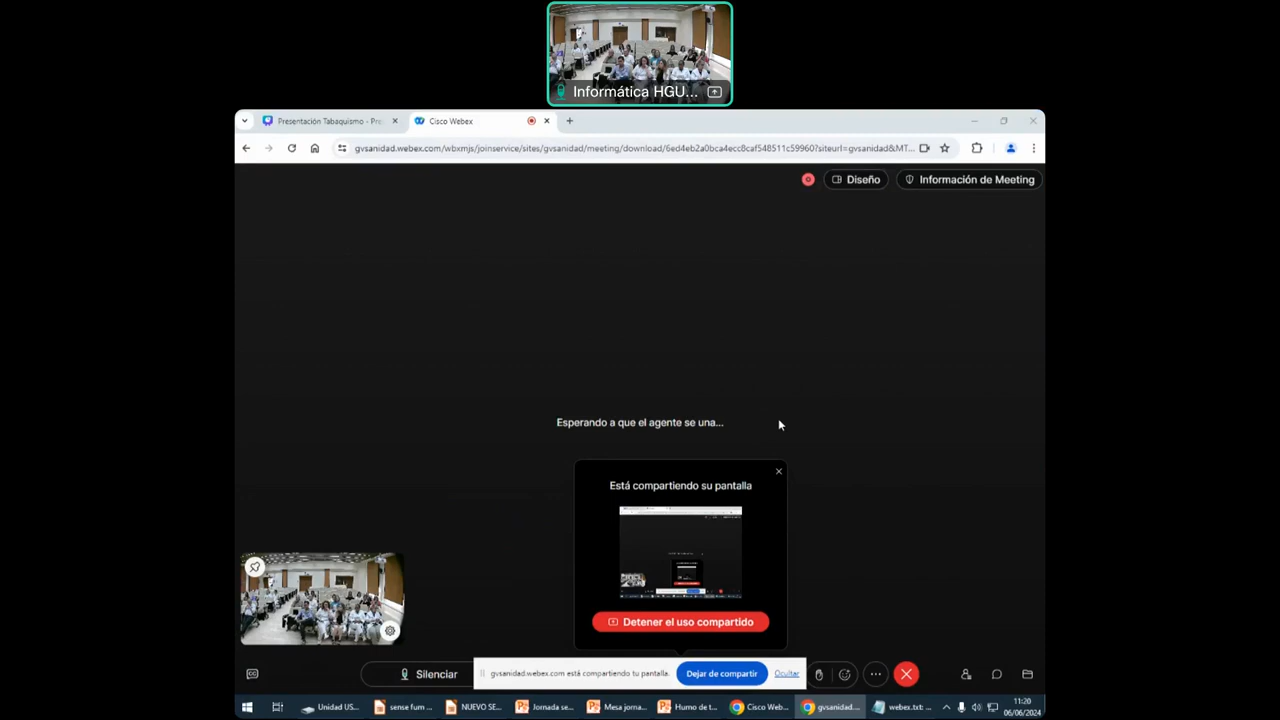 Informática HGU...
Presentación Tabaquismo - Pre
Cisco Webex
gvsanidad.webex.com/wbxmjs/joinservice/sites/gvsanidad/meeting/download/6ed4eb2a0bca4ecc8caf548511c59960?siteurl=gvsanidad&MT...
Diseño
Información de Meeting
Esperando a que el agente se una...
Está compartiendo su pantalla
Detener el uso compartido
Silenciar
gvsanidad.webex.com está compartiendo tu pantalla.
Dejar de compartir
Ocultar
Unidad US...
sense fum ...
NUEVO SE...
Jornada se...
Mesa jorna...
Humo de t...
Cisco Web...
gvsanidad....
webex.txt: ...
11:20
06/06/2024